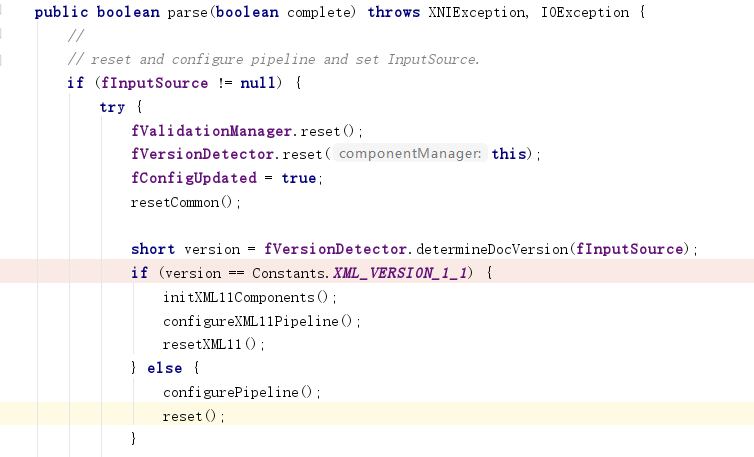 public boolean parse(boolean complete) throws XNIException, IOException {
//
// reset and configure pipeline and set InputSource.
if (fInputSource != null) {
try {
fValidationManager.reset();
fVersionDetector.reset( componentManager: this);
fConfigUpdated = true;
resetCommon();
short version = fVersionDetector.determineDocVersion(fInputSource);
if (version == Constants.XML_VERSION_1_1) {
initXML11Components();
configureXML11Pipeline();
resetXML11();
} else {
configurePipeline();
reset();
}